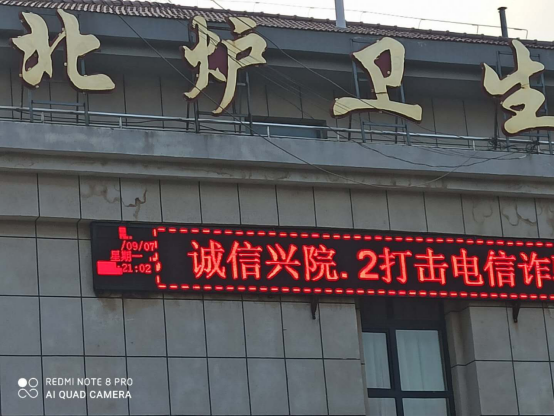 北炉卫生
/09/07
星期一
21:02
诚信兴院.2打击电信诈
REDMI NOTE 8 PRO
AI QUAD CAMERA